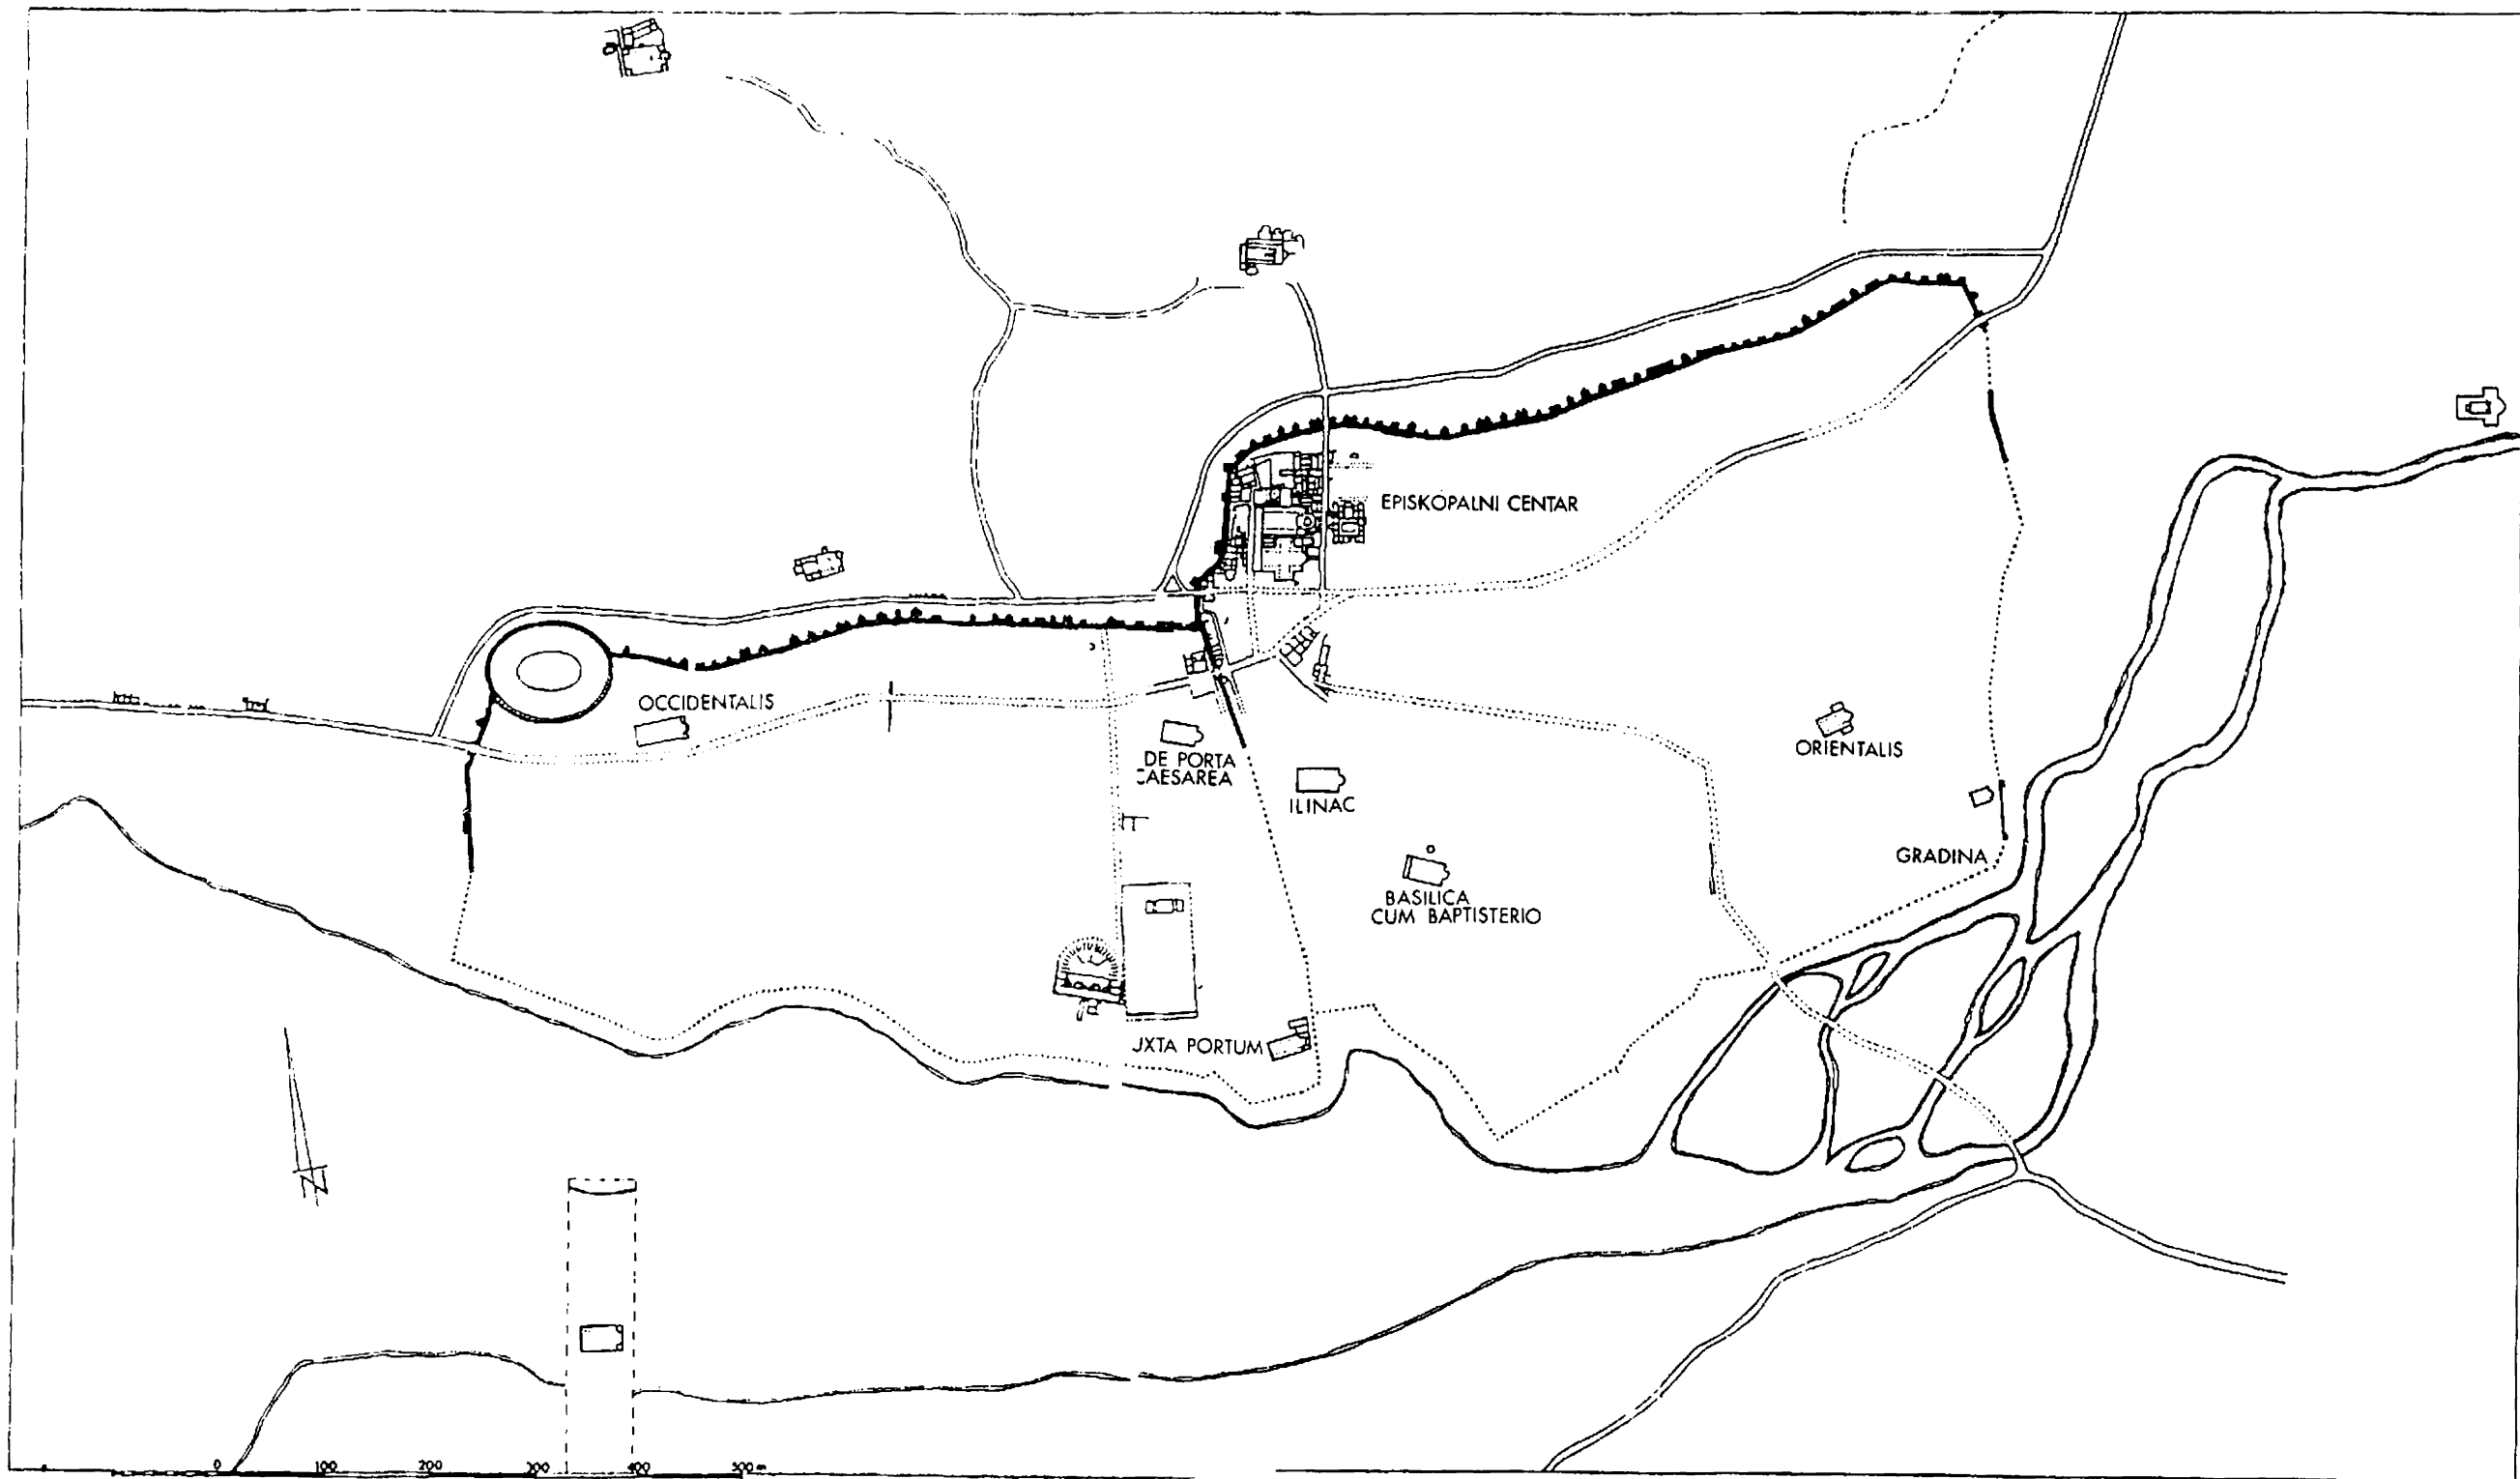 EPISKOPALNI CENTAR
OCCIDENTALIS
DE PORTA
CAESAREA
ILINAC
ORIENTALIS
GRADINA
BASILICA
CUM BAPTISTERIO
JXTA PORTUM
N
0 100 200 300 400 500 m